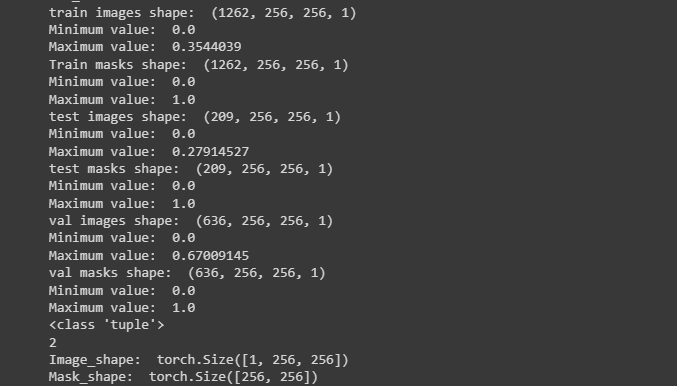 train images shape:  (1262, 256, 256, 1)
Minimum value:  0.0
Maximum value:  0.3544039
Train masks shape:  (1262, 256, 256, 1)
Minimum value:  0.0
Maximum value:  1.0
test images shape:  (209, 256, 256, 1)
Minimum value:  0.0
Maximum value:  0.27914527
test masks shape:  (209, 256, 256, 1)
Minimum value:  0.0
Maximum value:  1.0
val images shape:  (636, 256, 256, 1)
Minimum value:  0.0
Maximum value:  0.67009145
val masks shape:  (636, 256, 256, 1)
Minimum value:  0.0
Maximum value:  1.0
<class 'tuple'>
2
Image_shape:  torch.Size([1, 256, 256])
Mask_shape:  torch.Size([256, 256])